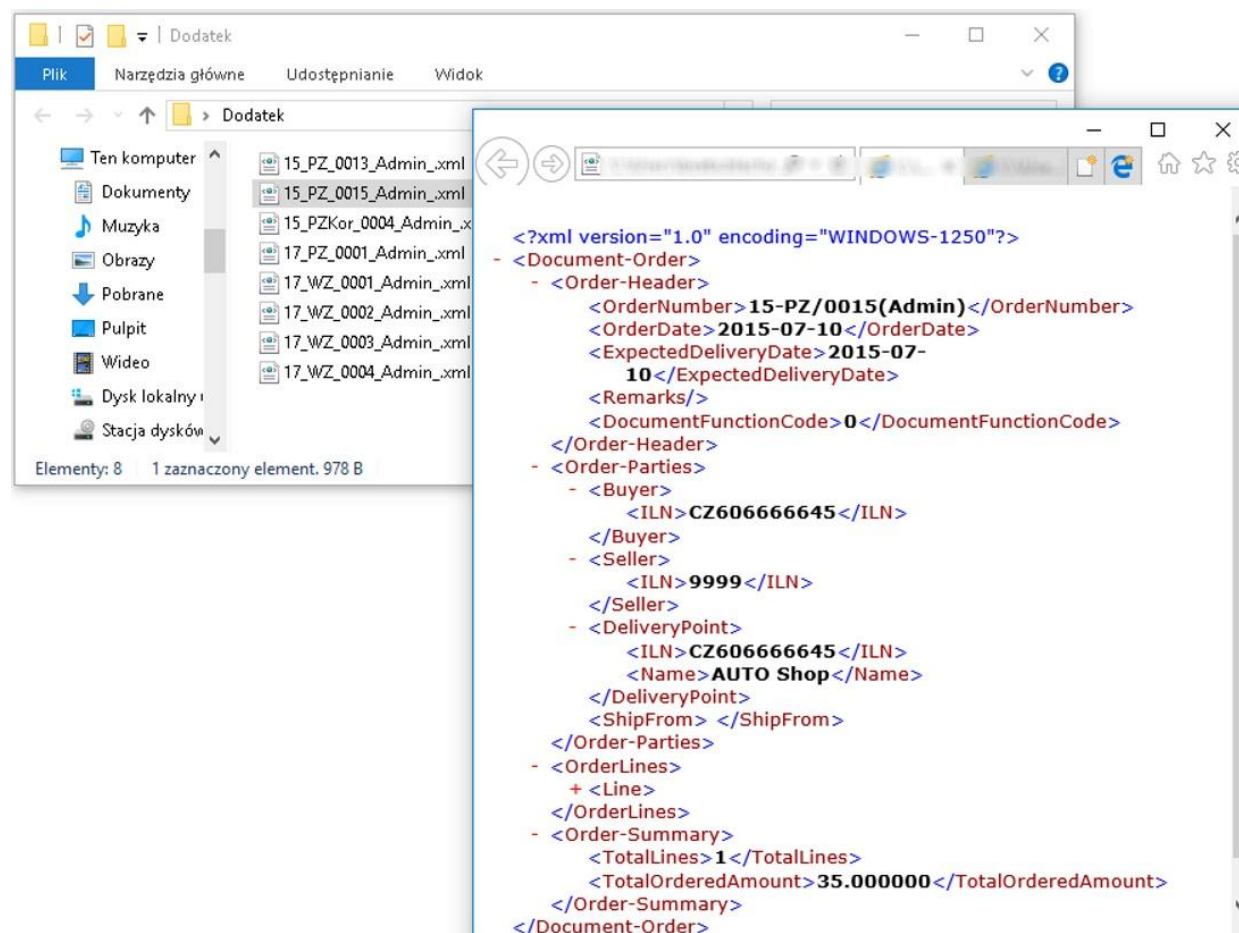 Dodatek
Plik Narzędzia główne Udostępnianie Widok
Dodatek
Ten komputer
Dokumenty
Muzyka
Obrazy
Pobrane
Pulpit
Wideo
Dysk lokalny
Stacja dysków
15_PZ_0013_Admin_.xml
15_PZ_0015_Admin_.xml
15_PZKor_0004_Admin_.x
17_PZ_0001_Admin_.xml
17_WZ_0001_Admin_.xml
17_WZ_0002_Admin_.xml
17_WZ_0003_Admin_.xml
17_WZ_0004_Admin_.xml
Elementy: 8 1 zaznaczony element. 978 B
<?xml version="1.0" encoding="WINDOWS-1250"?>
- <Document-Order>
- <Order-Header>
<OrderNumber>15-PZ/0015(Admin)</OrderNumber>
<OrderDate>2015-07-10</OrderDate>
<ExpectedDeliveryDate>2015-07-
10</ExpectedDeliveryDate>
<Remarks/>
<DocumentFunctionCode>0</DocumentFunctionCode>
</Order-Header>
- <Order-Parties>
- <Buyer>
<ILN>CZ606666645</ILN>
</Buyer>
- <Seller>
<ILN>9999</ILN>
</Seller>
- <DeliveryPoint>
<ILN>CZ606666645</ILN>
<Name>AUTO Shop</Name>
</DeliveryPoint>
<ShipFrom> </ShipFrom>
</Order-Parties>
- <OrderLines>
+ <Line>
</OrderLines>
- <Order-Summary>
<TotalLines>1</TotalLines>
<TotalOrderedAmount>35.000000</TotalOrderedAmount>
</Order-Summary>
</Document-Order>